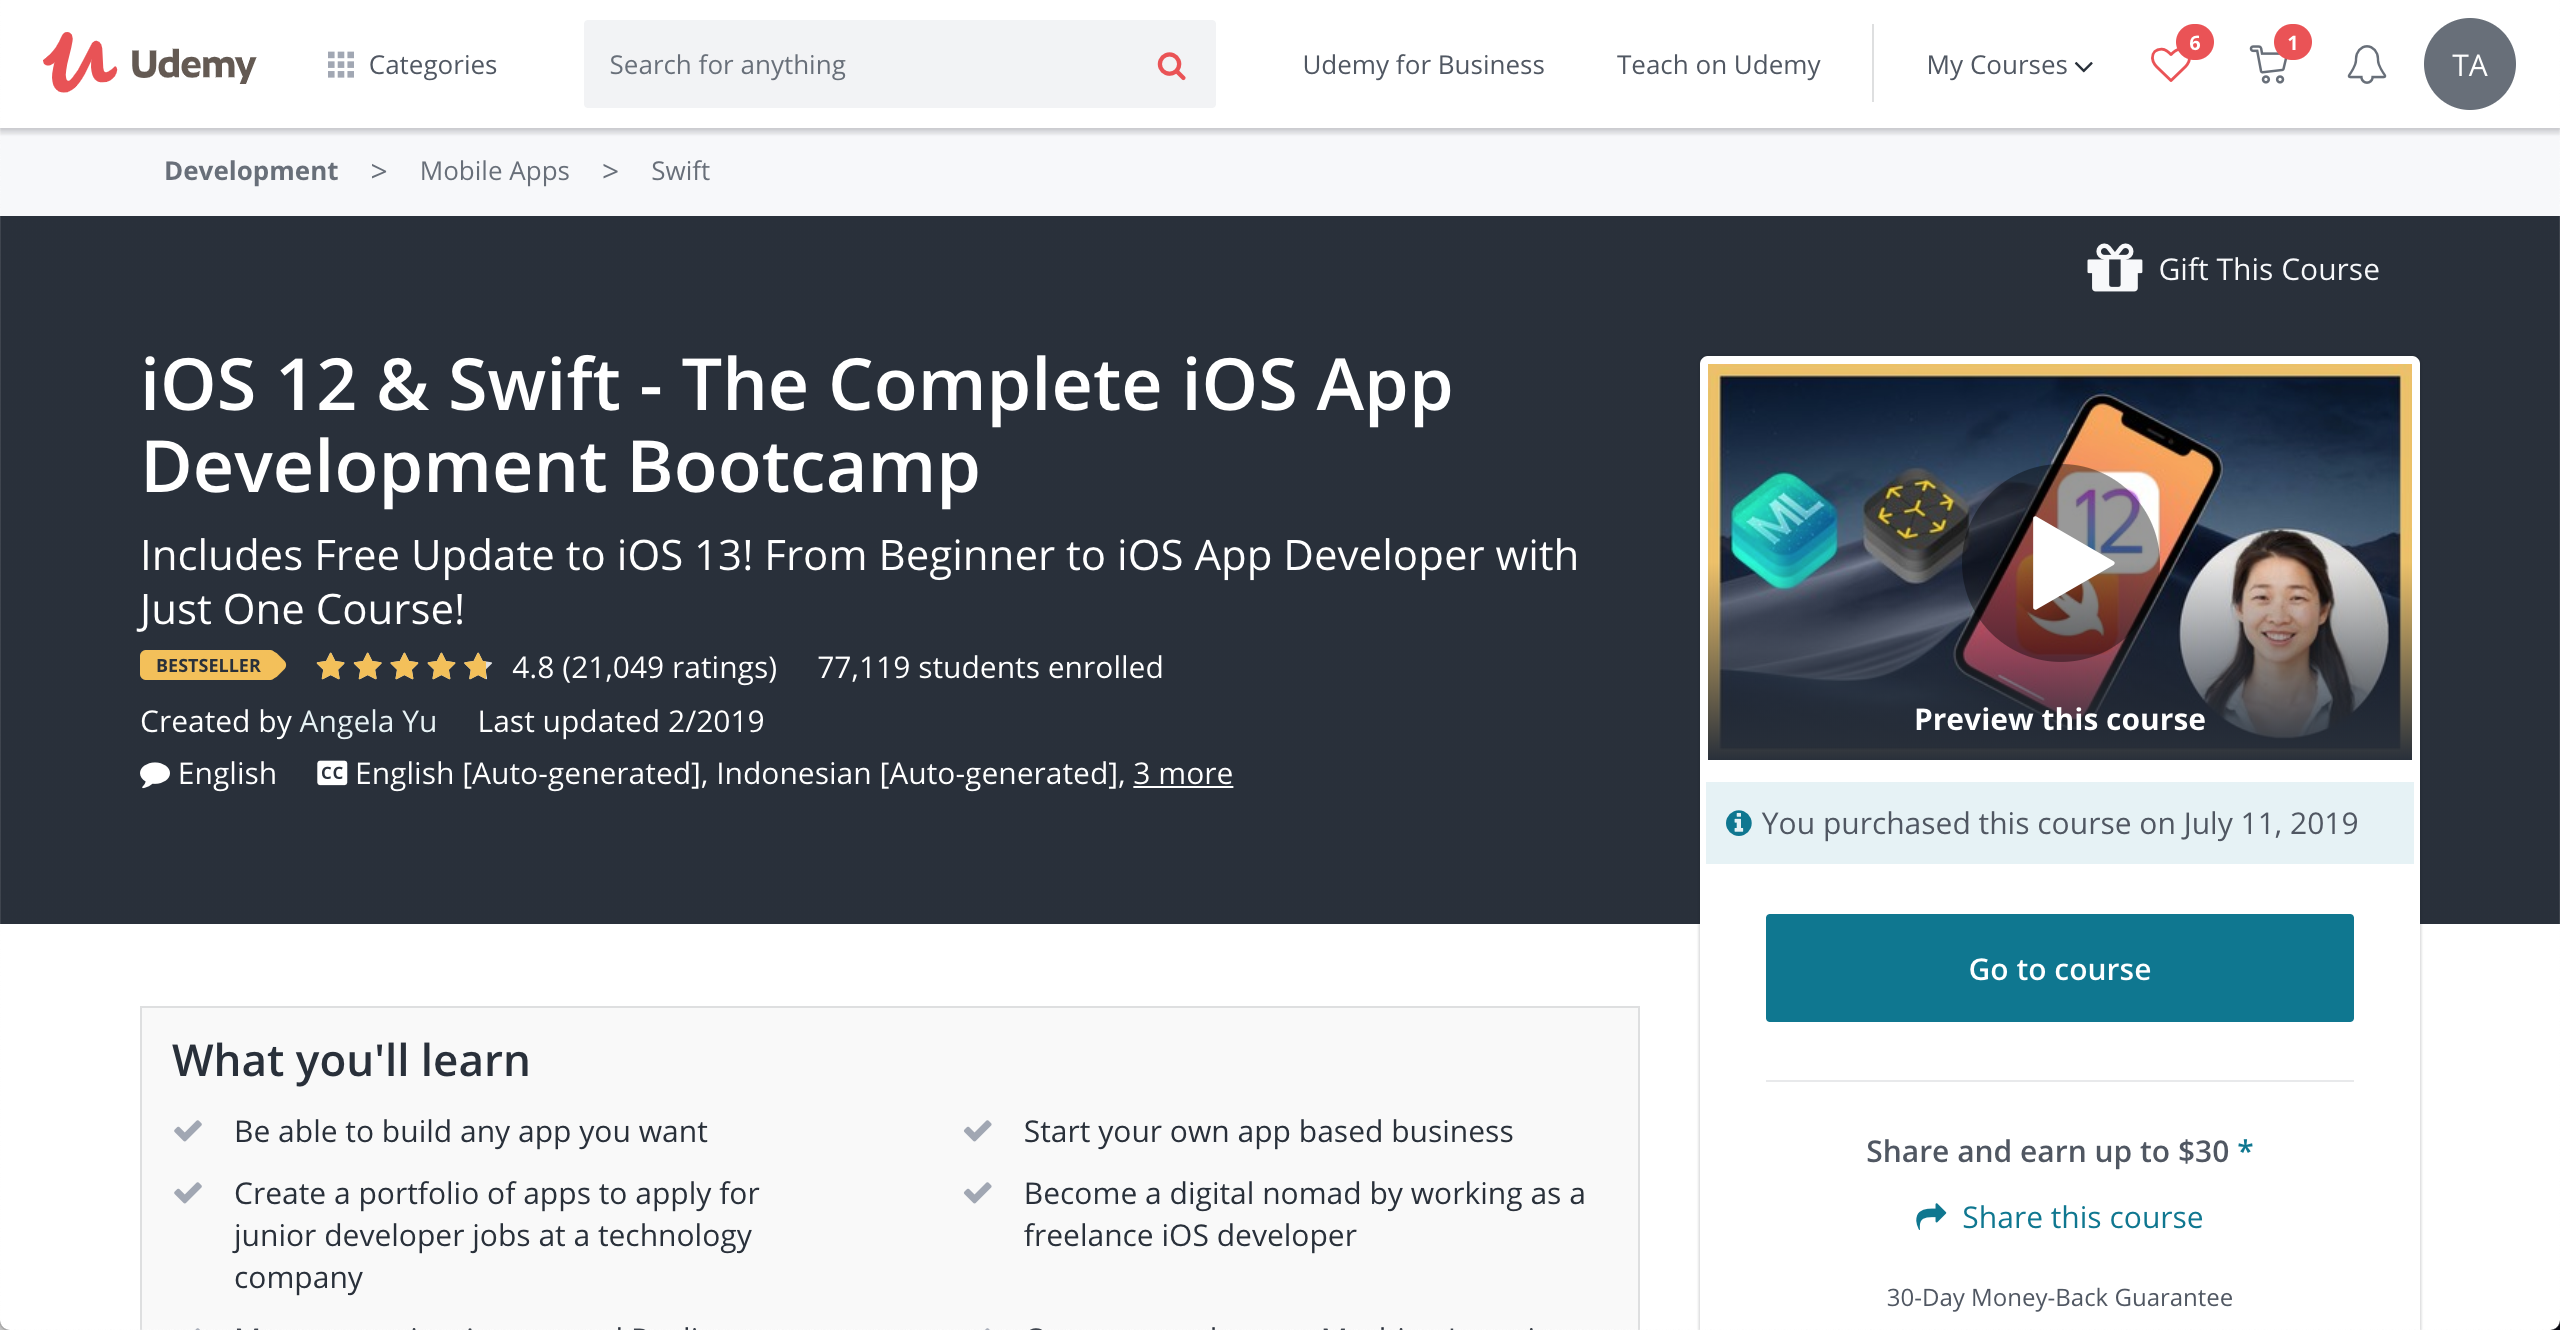 Udemy
Categories
Search for anything
Udemy for Business
Teach on Udemy
My Courses
6
1
TA
Development > Mobile Apps > Swift
Gift This Course
iOS 12 & Swift - The Complete iOS App
Development Bootcamp
Includes Free Update to iOS 13! From Beginner to iOS App Developer with
Just One Course!
BESTSELLER 4.8 (21,049 ratings) 77,119 students enrolled
Created by Angela Yu Last updated 2/2019
English CC English [Auto-generated], Indonesian [Auto-generated], 3 more
ML
12
Preview this course
You purchased this course on July 11, 2019
Go to course
Share and earn up to $30 *
Share this course
30-Day Money-Back Guarantee
What you'll learn
Be able to build any app you want
Create a portfolio of apps to apply for
junior developer jobs at a technology
company
Start your own app based business
Become a digital nomad by working as a
freelance iOS developer